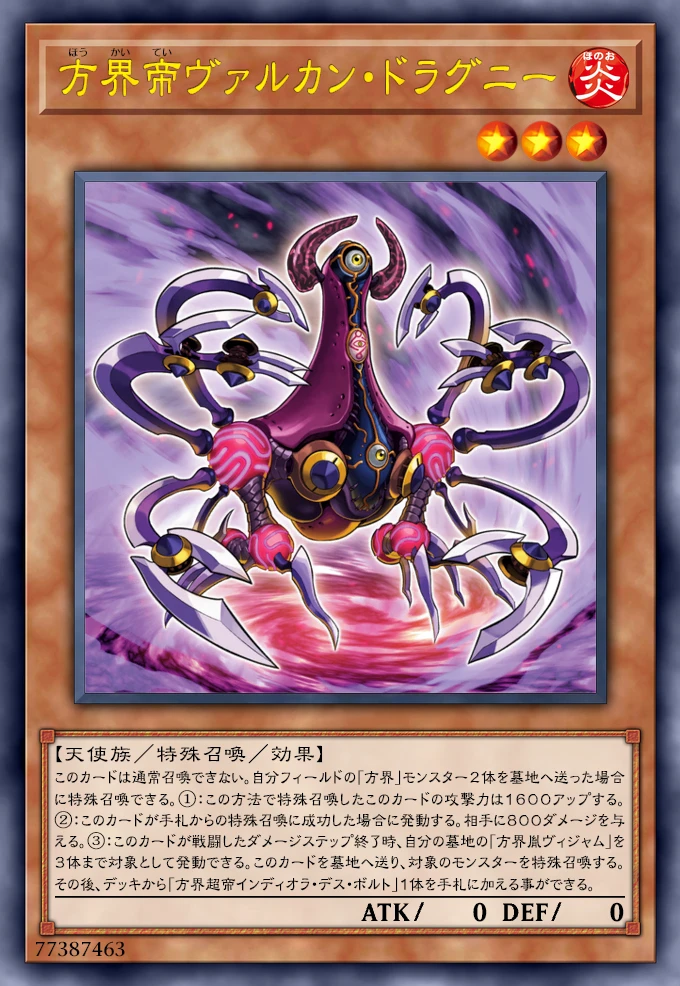 ほうかいてい
方界帝ヴァルカン・ドラグニー
ほのお
炎
【天使族／特殊召喚／効果】
このカードは通常召喚できない。自分フィールドの「方界」モンスター２体を墓地へ送った場合
に特殊召喚できる。①：この方法で特殊召喚したこのカードの攻撃力は１６００アップする。
②：このカードが手札からの特殊召喚に成功した場合に発動する。相手に８００ダメージを与
える。③：このカードが戦闘したダメージステップ終了時、自分の墓地の「方界胤ヴィジャム」を
３体まで対象として発動できる。このカードを墓地へ送り、対象のモンスターを特殊召喚する。
その後、デッキから「方界超帝インディオラ・デス・ボルト」１体を手札に加える事ができる。
ATK/ 0 DEF/ 0
77387463